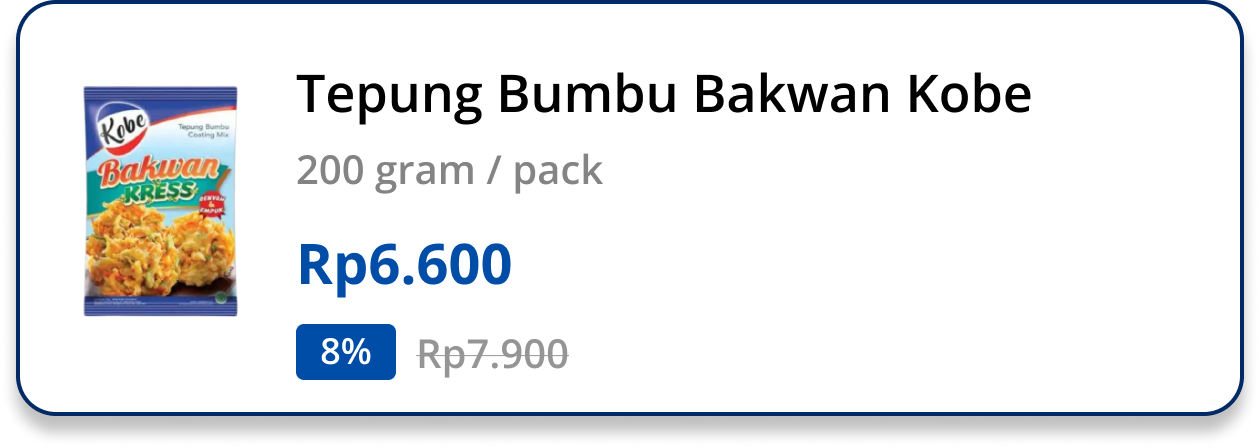 Tepung Bumbu Bakwan Kobe
200 gram / pack
Rp6.600
8% Rp7.900
Kobe
Tepung Bumbu
Coating Mix
Bakwan
KRESS